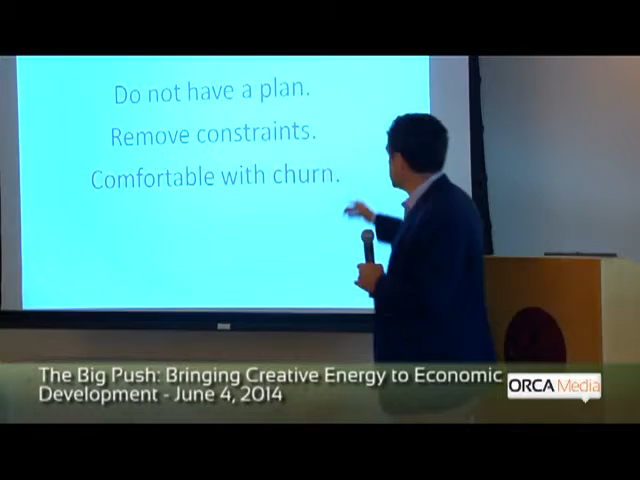 Do not have a plan.
Remove constraints.
Comfortable with churn.
The Big Push: Bringing Creative Energy to Economic
Development - June 4, 2014
ORCA Media